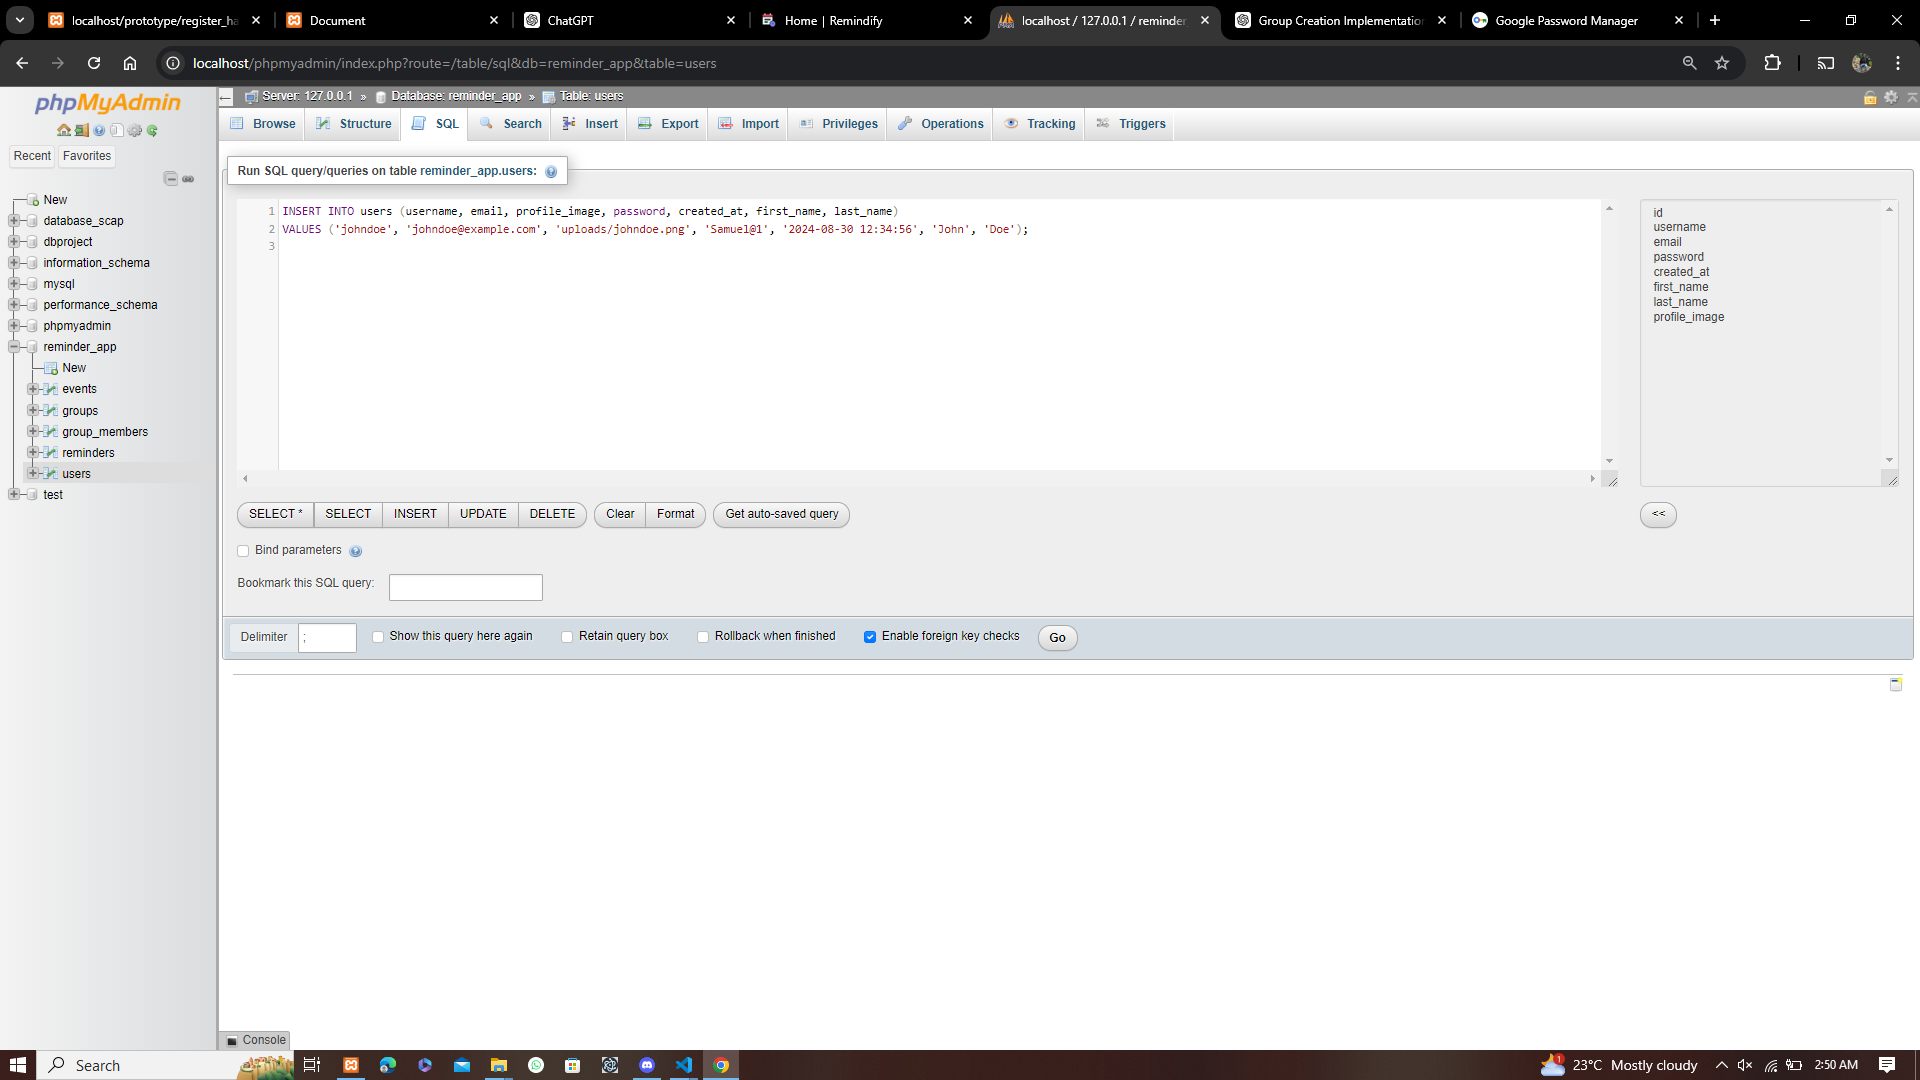 localhost/prototype/register_ha
Document
ChatGPT
Home | Remindify
localhost / 127.0.0.1 / reminder
Group Creation Implementation
Google Password Manager
localhost/phpmyadmin/index.php?route=/table/sql&db=reminder_app&table=users
phpMyAdmin
Server: 127.0.0.1 » Database: reminder_app » Table: users
Browse Structure SQL Search Insert Export Import Privileges Operations Tracking Triggers
Recent Favorites
New
database_scap
dbproject
information_schema
mysql
performance_schema
phpmyadmin
reminder_app
New
events
groups
group_members
reminders
users
test
Run SQL query/queries on table reminder_app.users:
1 INSERT INTO users (username, email, profile_image, password, created_at, first_name, last_name)
2 VALUES ('johndoe', 'johndoe@example.com', 'uploads/johndoe.png', 'Samuel@1', '2024-08-30 12:34:56', 'John', 'Doe');
3
id
username
email
password
created_at
first_name
last_name
profile_image
SELECT * SELECT INSERT UPDATE DELETE Clear Format Get auto-saved query <<
Bind parameters
Bookmark this SQL query:
Delimiter ; Show this query here again Retain query box Rollback when finished Enable foreign key checks Go
Console
Search
1
23°C Mostly cloudy
2:50 AM